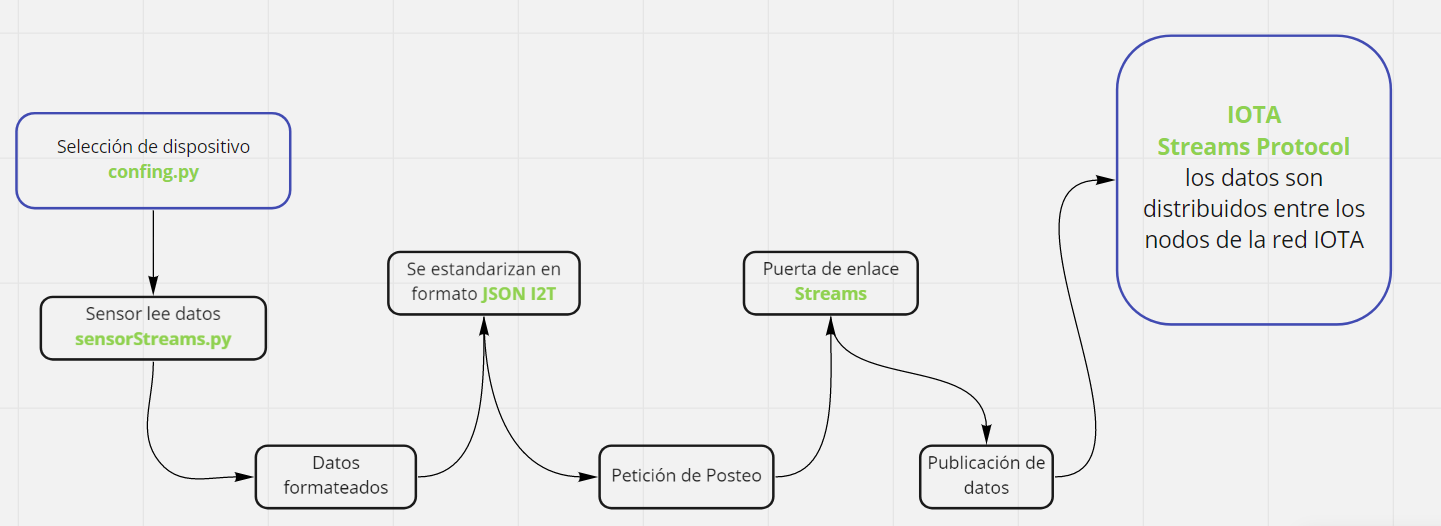 Selección de dispositivo
confing.py
Sensor lee datos
sensorStreams.py
Datos
formateados
Se estandarizan en
formato JSON I2T
Petición de Posteo
Puerta de enlace
Streams
Publicación de
datos
IOTA
Streams Protocol
los datos son
distribuidos entre los
nodos de la red IOTA